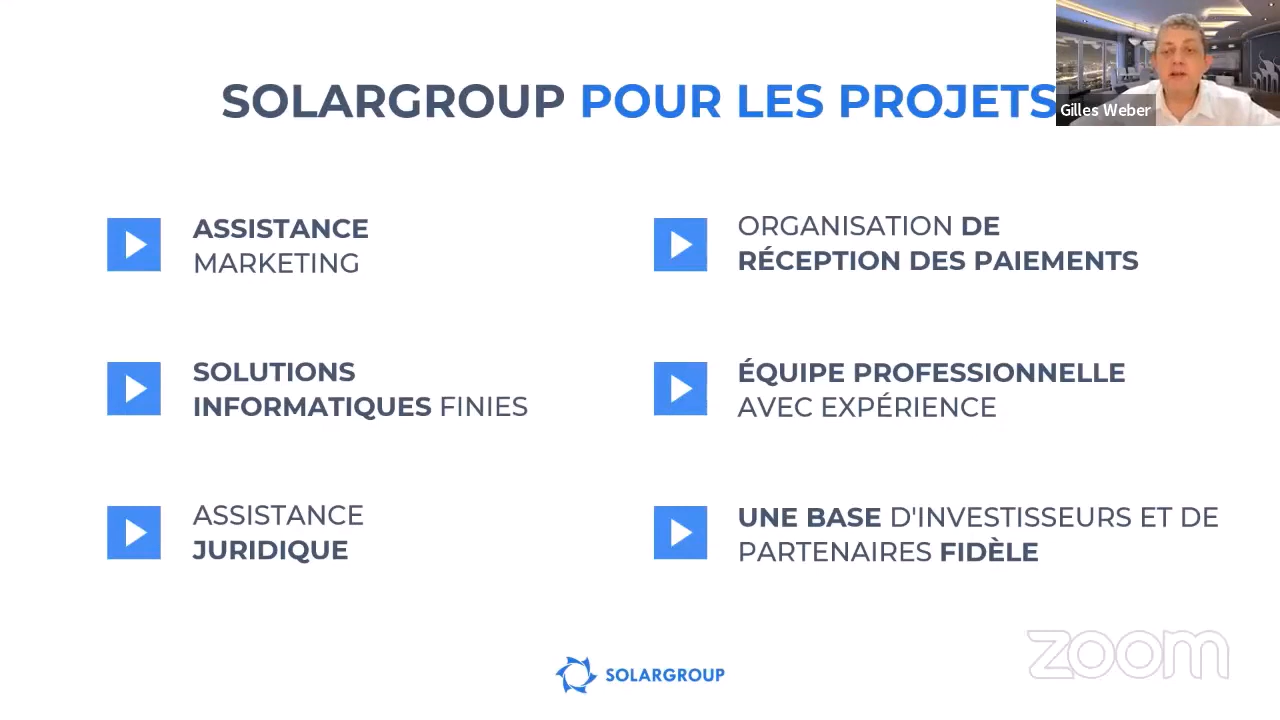 SOLARGROUP POUR LES PROJETS
Gilles Weber
ASSISTANCE
MARKETING
ORGANISATION DE
RÉCEPTION DES PAIEMENTS
SOLUTIONS
INFORMATIQUES FINIES
ÉQUIPE PROFESSIONNELLE
AVEC EXPÉRIENCE
ASSISTANCE
JURIDIQUE
UNE BASE D'INVESTISSEURS ET DE
PARTENAIRES FIDÈLE
SOLARGROUP
zoom